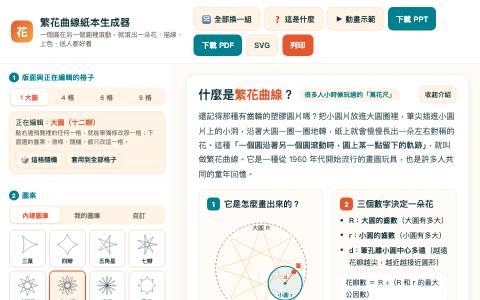 花
繁花曲線紙本生成器
一個圓在另一個圓裡滾動，就滾出一朵花：描線、上色、送人都好看
全部換一組
? 這是什麼
▶ 動畫示範
下載 PPT
下載 PDF
SVG
列印
1 版面與正在編輯的格子
1 大圖
4 格
6 格
9 格
正在編輯：大圖（十二瓣）
點右邊預覽裡的任何一格，就能單獨修改那一格；下面選的圖案、滑桿、隨機，都只改這一格。
這格隨機
套用到全部格子
2 圖案
內建圖庫
我的圖庫
自訂
三葉
四瓣
五角星
七瓣
什麼是繁花曲線？
很多人小時候玩過的「萬花尺」
收起介紹
還記得那種有齒輪的塑膠圓片嗎？把小圓片放進大圓圈裡，筆尖插進小圓
片上的小洞，沿著大圓一圈一圈地轉，紙上就會慢慢長出一朵左右對稱的
花。這種「一個圓沿著另一個圓滾動時，圓上某一點留下的軌跡」，就叫
做繁花曲線。它是一種從 1960 年代開始流行的畫圖玩具，也是許多人共
同的童年回憶。
1 它是怎麼畫出來的？
大圓 R
筆
d
小圓 r
2 三個數字決定一朵花
• R：大圓的齒數（大圓有多大）
• r：小圓的齒數（小圓有多大）
• d：筆孔離小圓中心多遠（越遠
花瓣越尖，越近越接近圓形）
花瓣數 = R ÷（R 和 r 的最大
公因數）